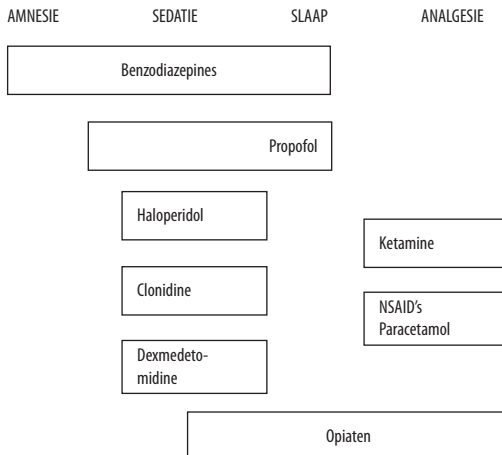 AMNESIE SEDATIE SLAAP ANALGESIE
Benzodiazepines
Propofol
Haloperidol
Ketamine
Clonidine
NSAID's
Paracetamol
Dexmedeto-
midine
Opiaten